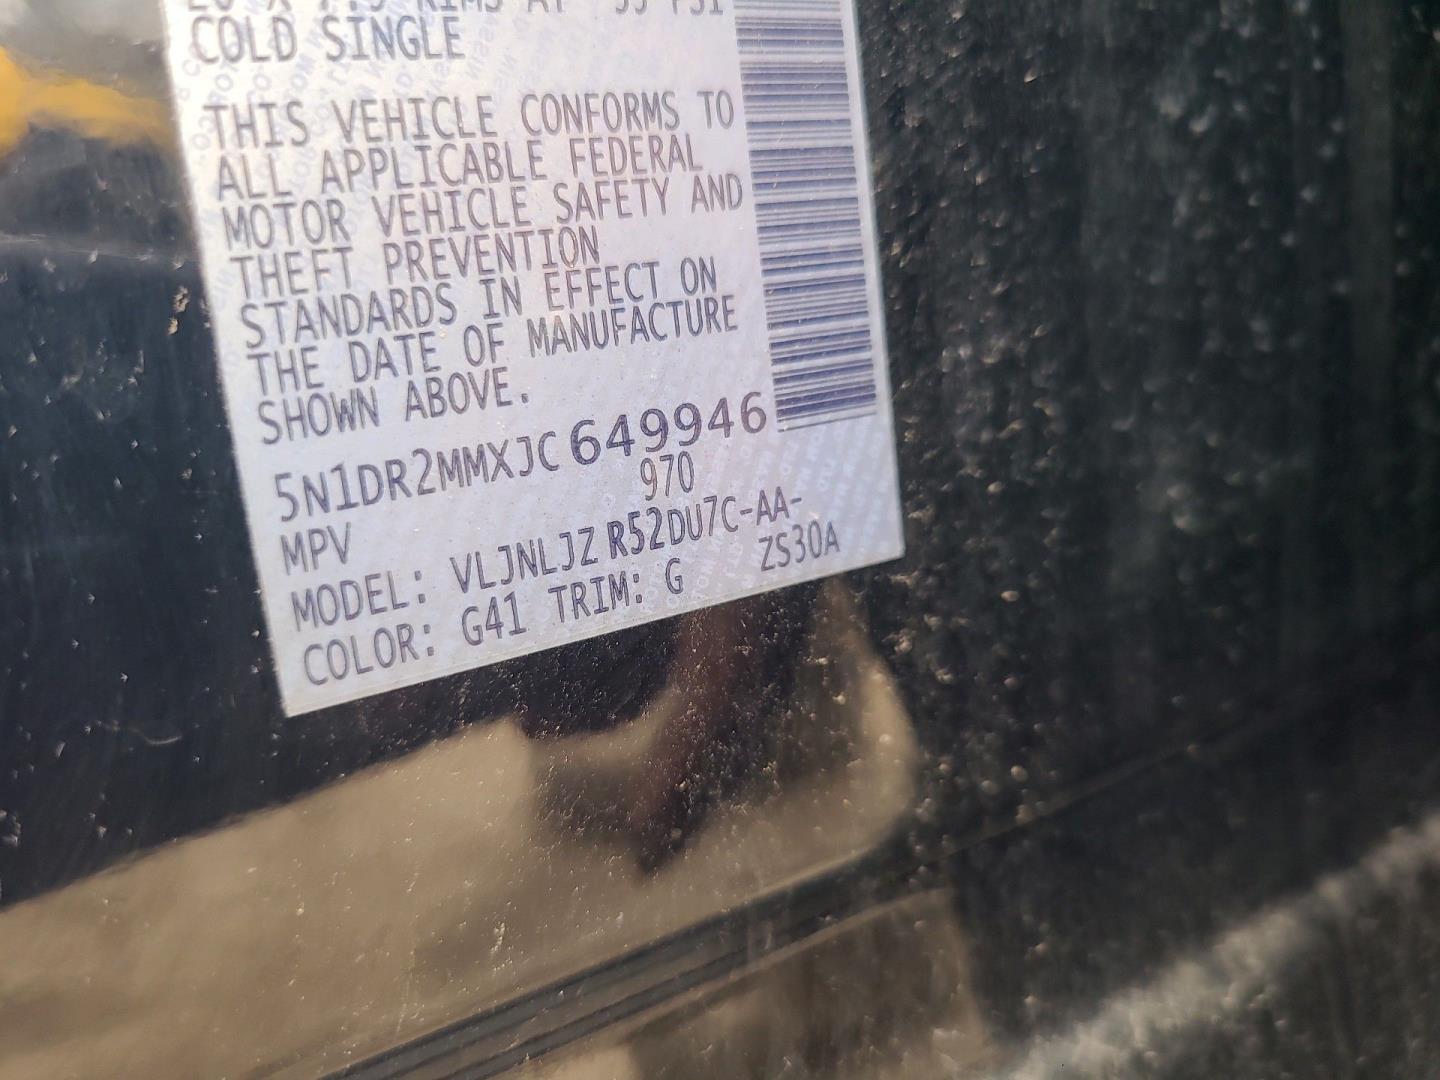 COLD SINGLE
THIS VEHICLE CONFORMS TO
ALL APPLICABLE FEDERAL
MOTOR VEHICLE SAFETY AND
THEFT PREVENTION
STANDARDS IN EFFECT ON
THE DATE OF MANUFACTURE
SHOWN ABOVE.
5N1DR2MMXJC649946
970
MPV
MODEL: VLJNLJZ R52DU7C-AA-
COLOR: G41 TRIM: G ZS30A